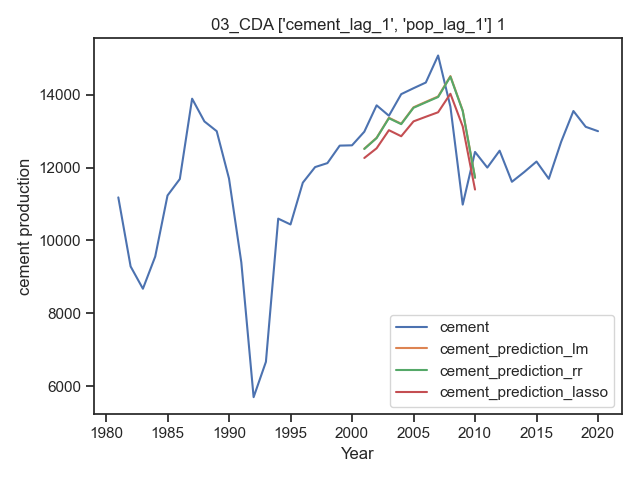 03_CDA ['cement_lag_1', 'pop_lag_1'] 1
14000
12000
10000
8000
6000
cement production
1980
1985
1990
1995
2000
2005
2010
2015
2020
Year
cement
cement_prediction_lm
cement_prediction_rr
cement_prediction_lasso